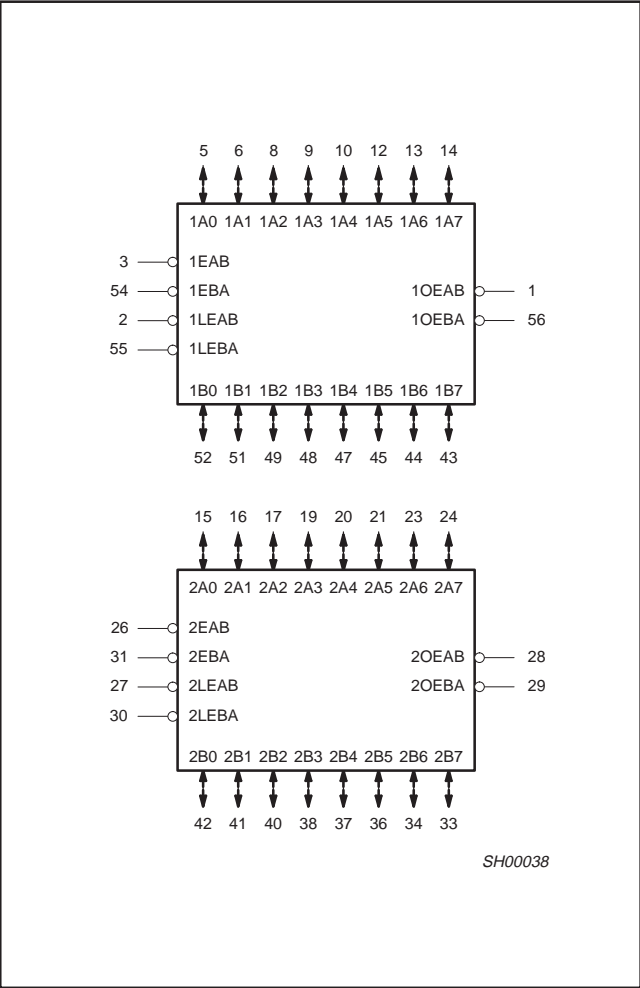 5 6 8 9 10 12 13 14
1A0 1A1 1A2 1A3 1A4 1A5 1A6 1A7
3 1EAB
54 1EBA 1OEAB 1
2 1LEAB 1OEBA 56
55 1LEBA
1B0 1B1 1B2 1B3 1B4 1B5 1B6 1B7
52 51 49 48 47 45 44 43
15 16 17 19 20 21 23 24
2A0 2A1 2A2 2A3 2A4 2A5 2A6 2A7
26 2EAB
31 2EBA 2OEAB 28
27 2LEAB 2OEBA 29
30 2LEBA
2B0 2B1 2B2 2B3 2B4 2B5 2B6 2B7
42 41 40 38 37 36 34 33
SH00038